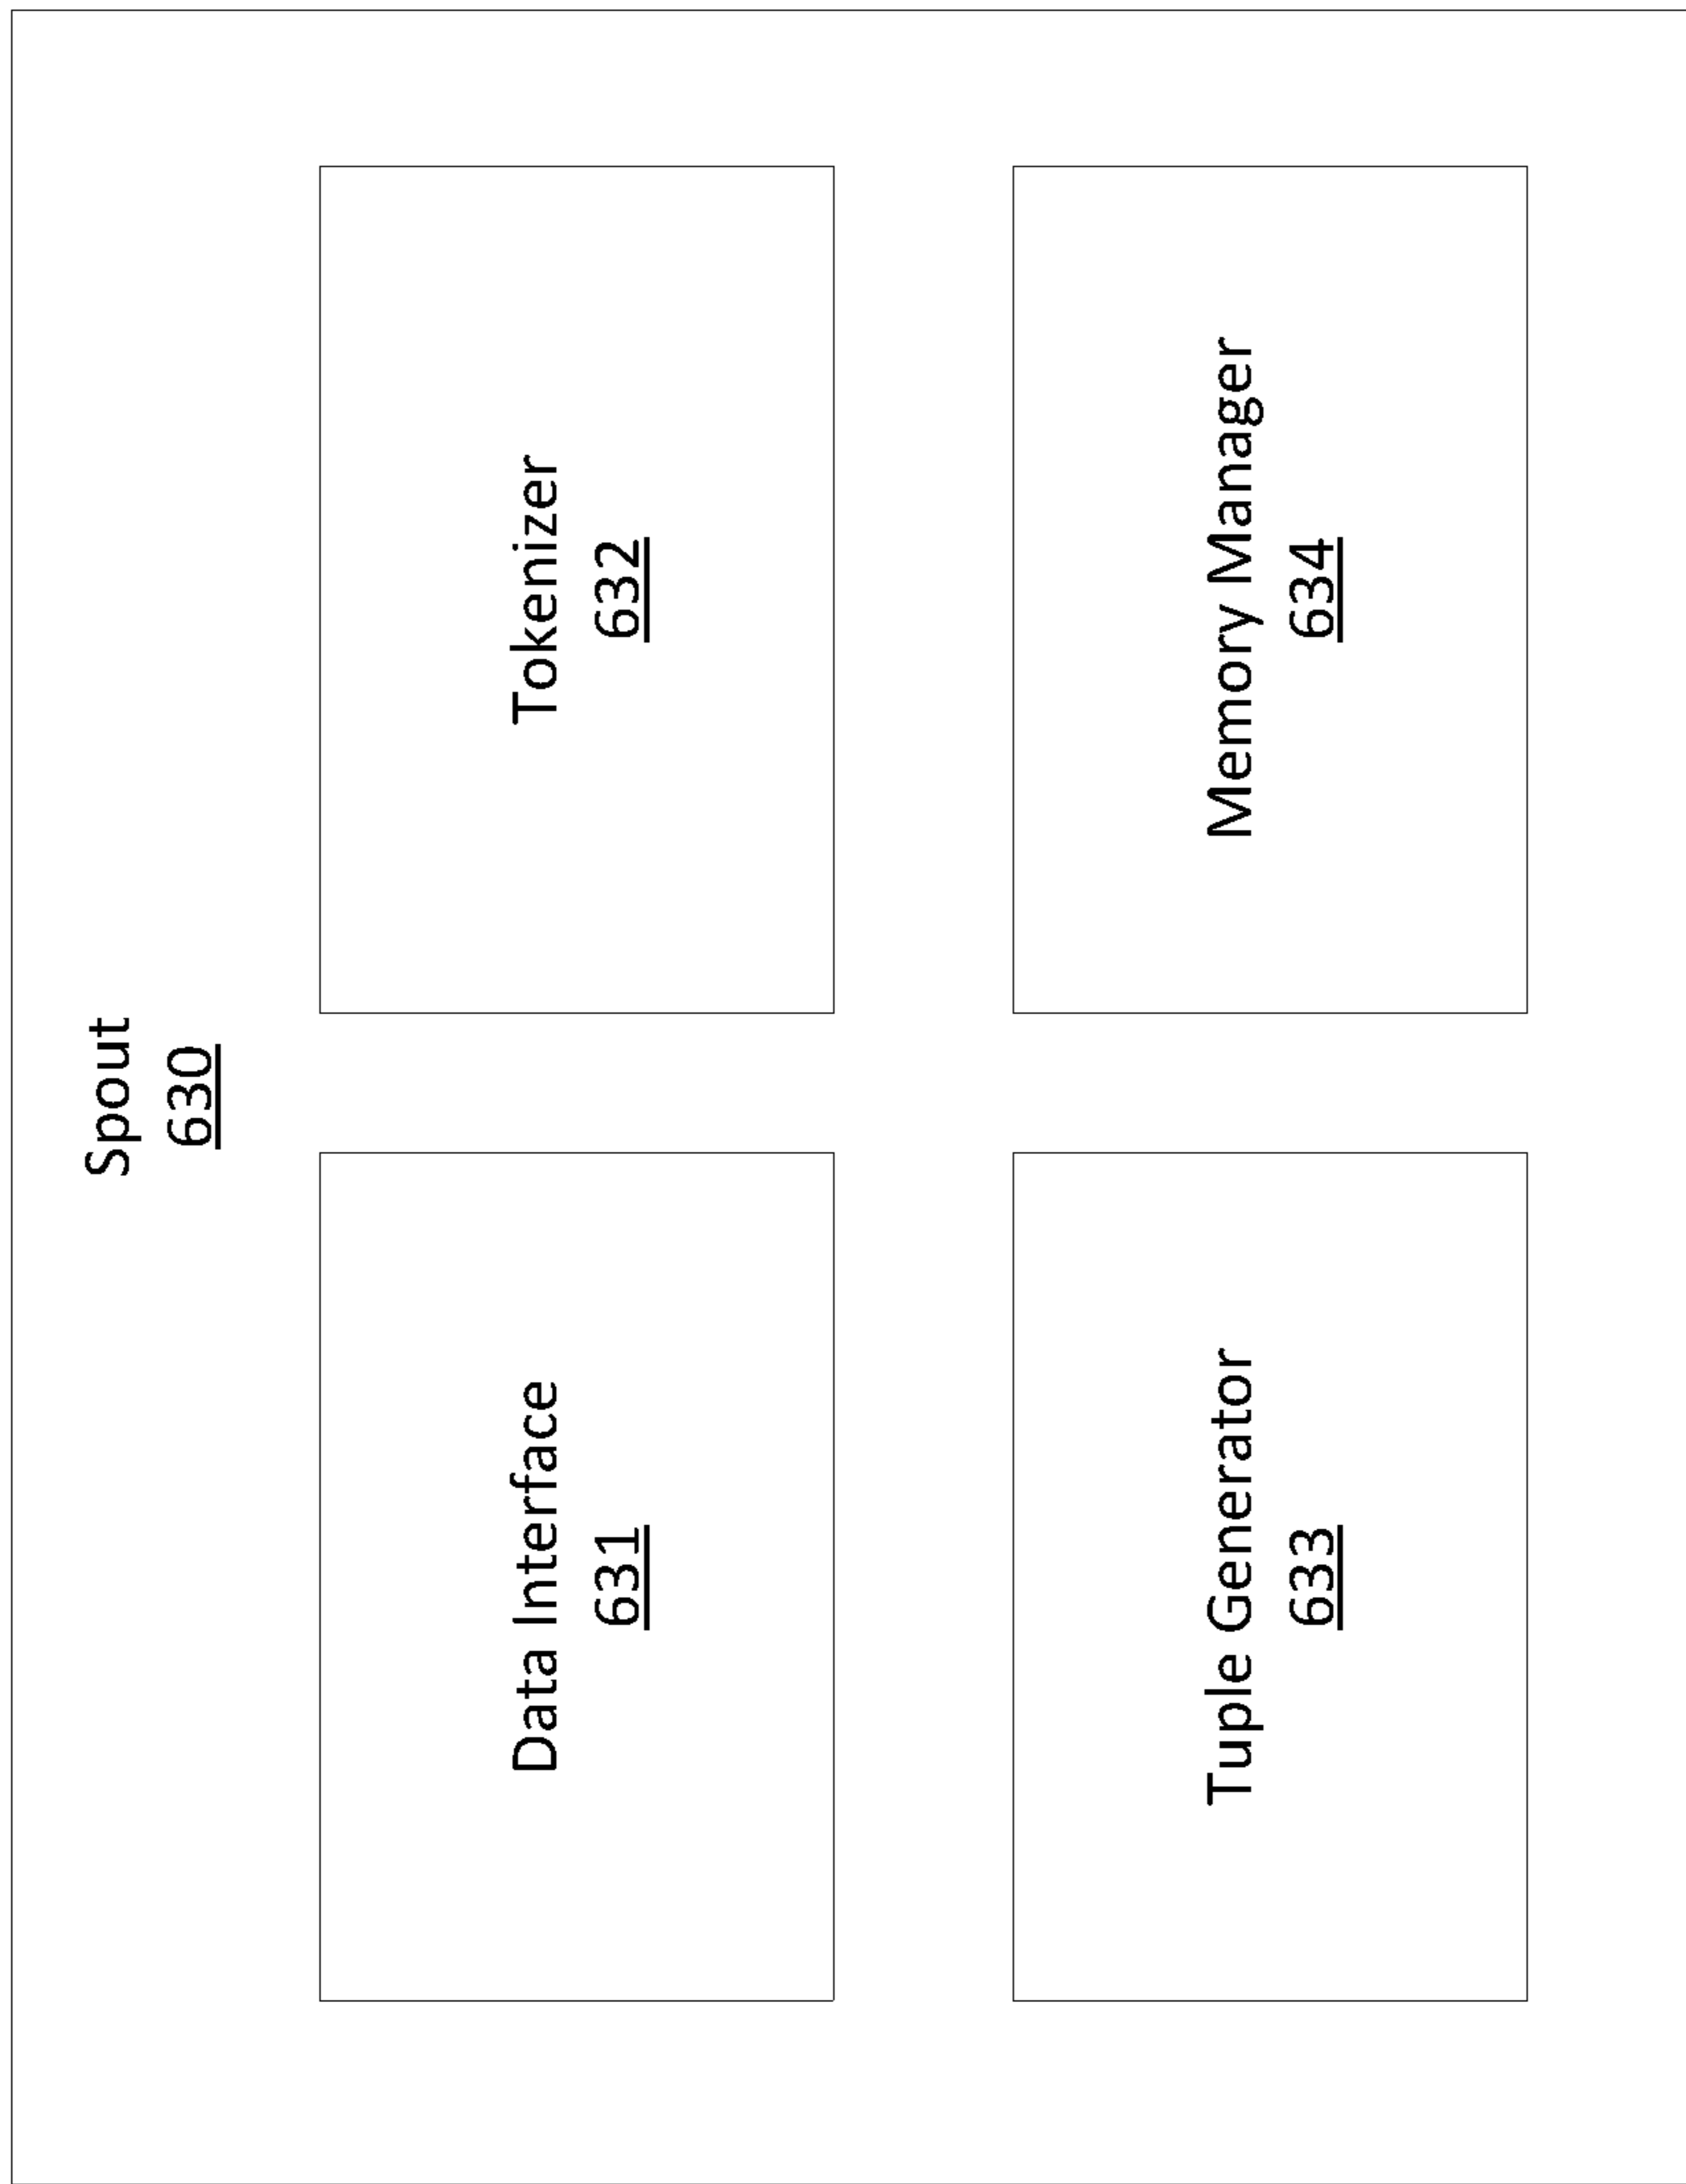 Spout
630
Data Interface
631
Tokenizer
632
Tuple Generator
633
Memory Manager
634